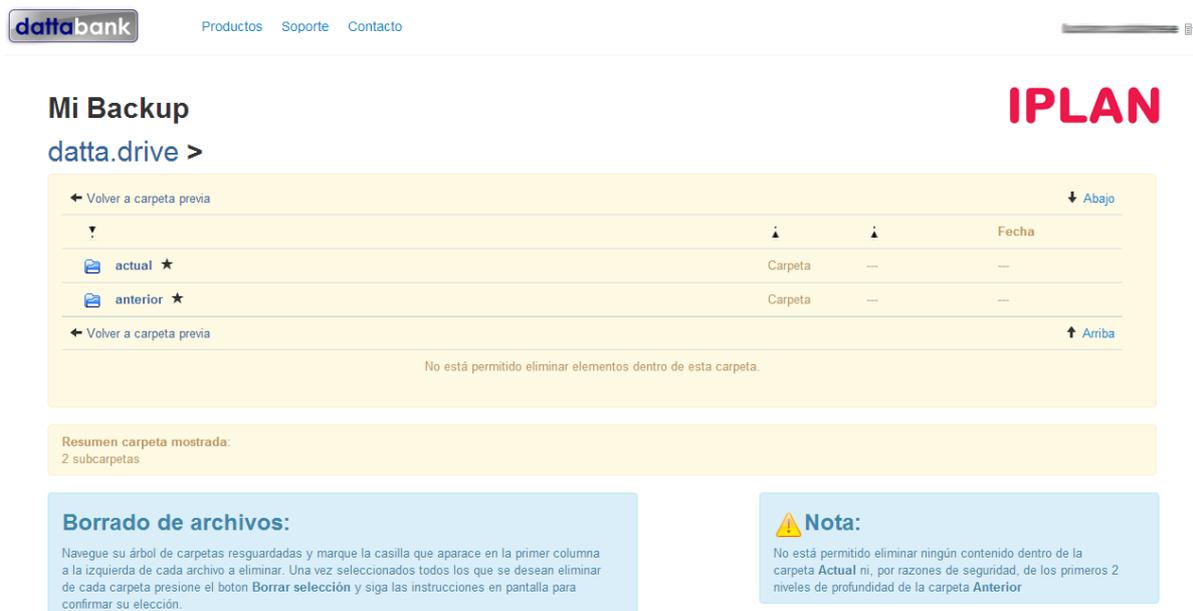 dattabank Productos Soporte Contacto
Mi Backup
IPLAN
datta.drive >
Volver a carpeta previa Abajo
Fecha
actual Carpeta --- ---
anterior Carpeta --- ---
Volver a carpeta previa Arriba
No está permitido eliminar elementos dentro de esta carpeta.
Resumen carpeta mostrada:
2 subcarpetas
Borrado de archivos:
Navegue su árbol de carpetas resguardadas y marque la casilla que aparace en la primer columna
a la izquierda de cada archivo a eliminar. Una vez seleccionados todos los que se desean eliminar
de cada carpeta presione el boton Borrar selección y siga las instrucciones en pantalla para
confirmar su elección.
Nota:
No está permitido eliminar ningún contenido dentro de la
carpeta Actual ni, por razones de seguridad, de los primeros 2
niveles de profundidad de la carpeta Anterior